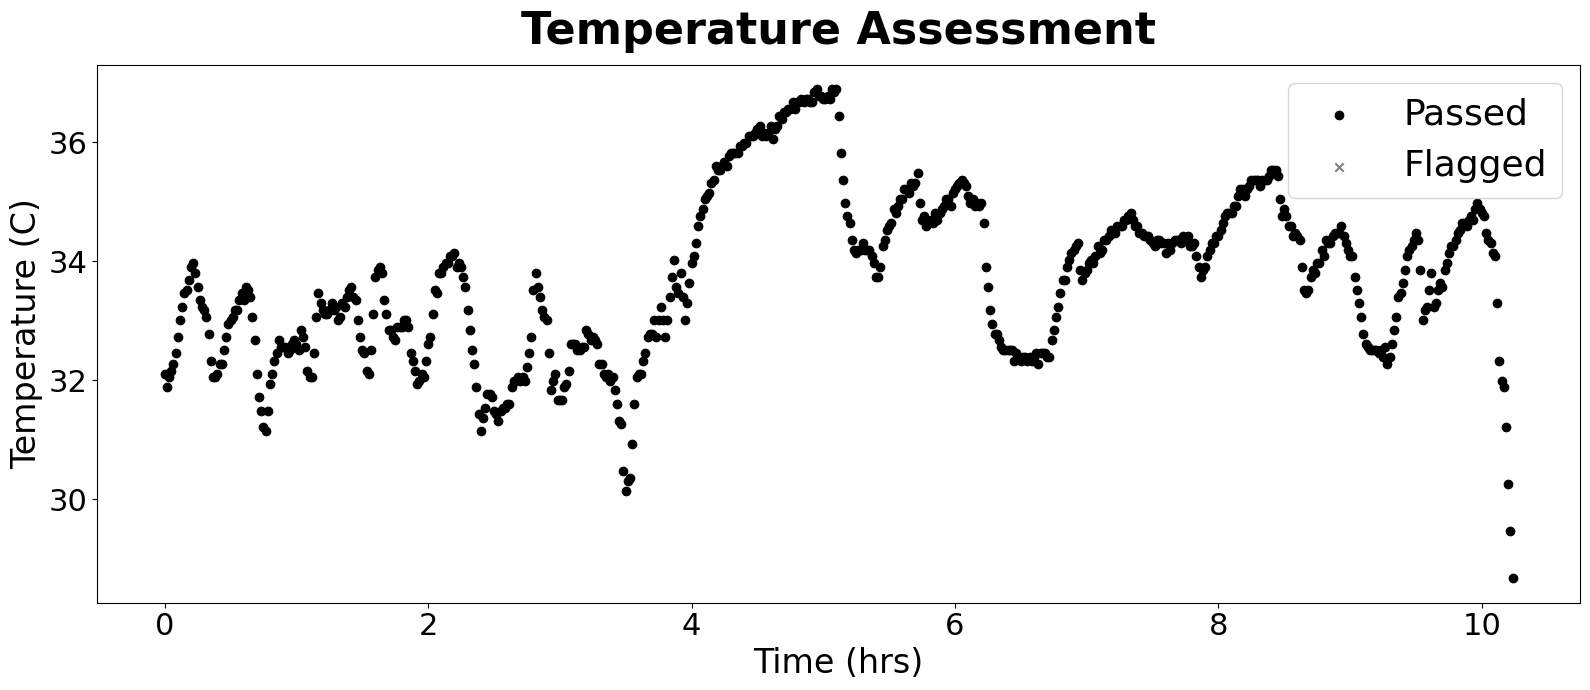 Temperature Assessment
Passed
Flagged
Temperature (C)
36
34
32
30
0 2 4 6 8 10
Time (hrs)